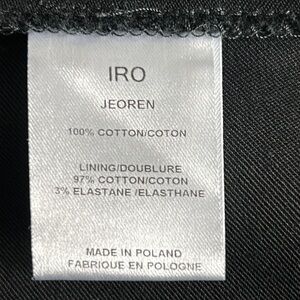 IRO
JEOREN
100% COTTON/COTON
LINING/DOUBLURE
97% COTTON/COTON
3% ELASTANE /ELASTHANE
MADE IN POLAND
FABRIQUE EN POLOGNE